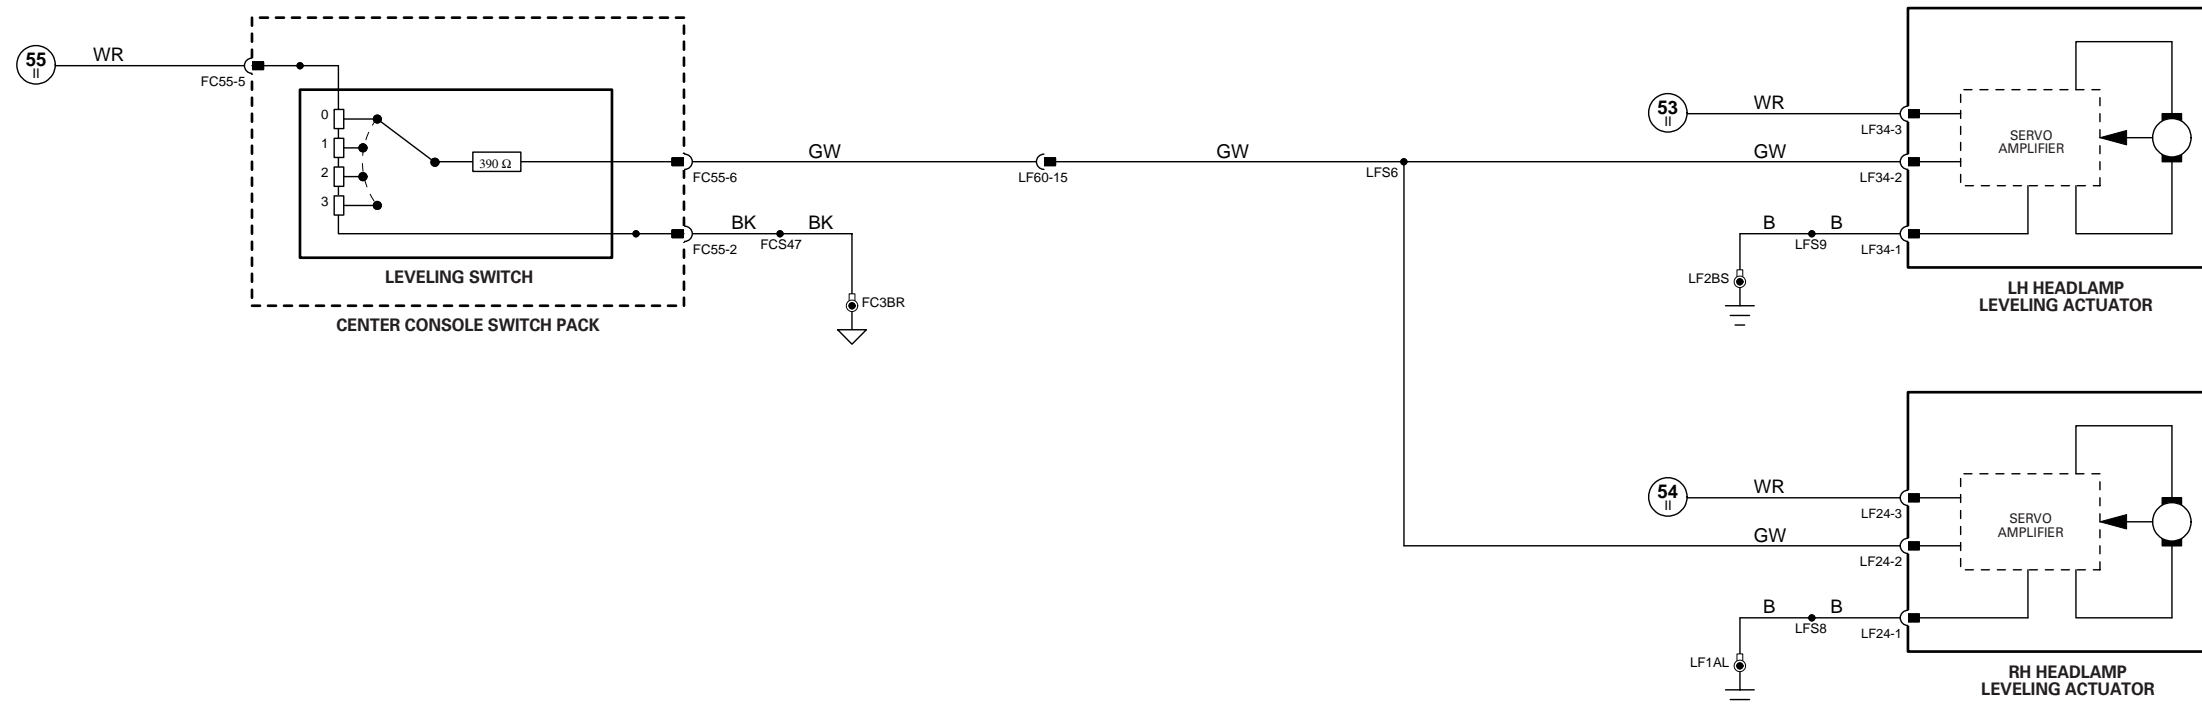 55
II
WR
FC55-5
0
1
2
3
390 Ω
LEVELING SWITCH
CENTER CONSOLE SWITCH PACK
GW
FC55-6
BK
BK
FC55-2
FCS47
FC3BR
LF60-15
GW
LFS6
53
II
WR
LF34-3
GW
LF34-2
B
B
LFS9
LF34-1
LF2BS
SERVO
AMPLIFIER
LH HEADLAMP
LEVELING ACTUATOR
54
II
WR
LF24-3
GW
LF24-2
B
B
LFS8
LF24-1
LF1AL
SERVO
AMPLIFIER
RH HEADLAMP
LEVELING ACTUATOR